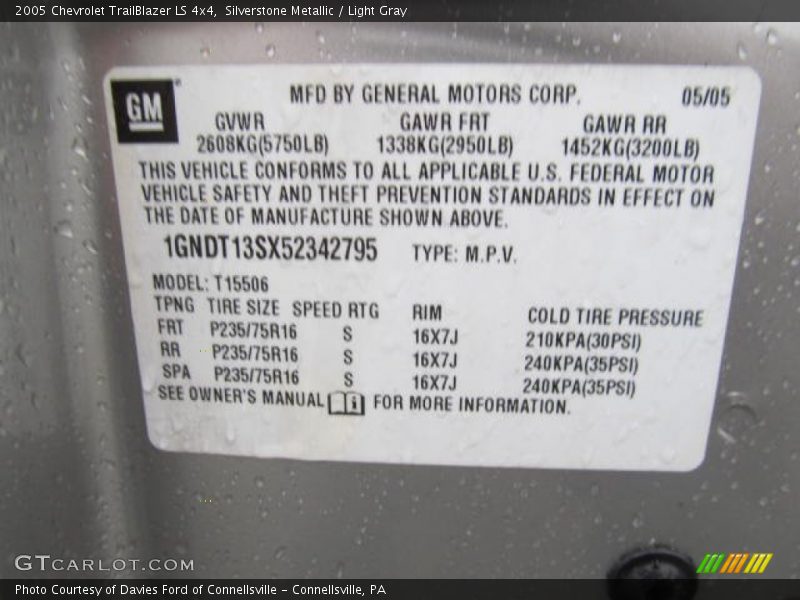 2005 Chevrolet TrailBlazer LS 4x4, Silverstone Metallic / Light Gray
GM
MFD BY GENERAL MOTORS CORP. 05/05
GVWR GAWR FRT GAWR RR
2608KG(5750LB) 1338KG(2950LB) 1452KG(3200LB)
THIS VEHICLE CONFORMS TO ALL APPLICABLE U.S. FEDERAL MOTOR
VEHICLE SAFETY AND THEFT PREVENTION STANDARDS IN EFFECT ON
THE DATE OF MANUFACTURE SHOWN ABOVE.
1GNDT13SX52342795 TYPE: M.P.V.
MODEL: T15506
TPNG TIRE SIZE SPEED RTG RIM COLD TIRE PRESSURE
FRT P235/75R16 S 16X7J 210KPA(30PSI)
RR P235/75R16 S 16X7J 240KPA(35PSI)
SPA P235/75R16 S 16X7J 240KPA(35PSI)
SEE OWNER'S MANUAL FOR MORE INFORMATION.
GTCARLOT.COM
Photo Courtesy of Davies Ford of Connellsville - Connellsville, PA